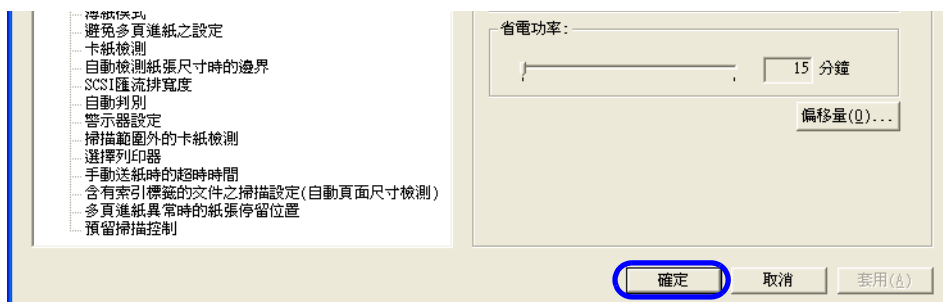 薄紙模式
避免多頁進紙之設定
卡紙檢測
自動檢測紙張尺寸時的邊界
SCSI匯流排寬度
自動判別
警示器設定
掃描範圍外的卡紙檢測
選擇列印器
手動送紙時的超時時間
含有索引標籤的文件之掃描設定(自動頁面尺寸檢測)
多頁進紙異常時的紙張停留位置
預留掃描控制
省電功率:
15 分鐘
偏移量(O)...
確定
取消
套用(A)